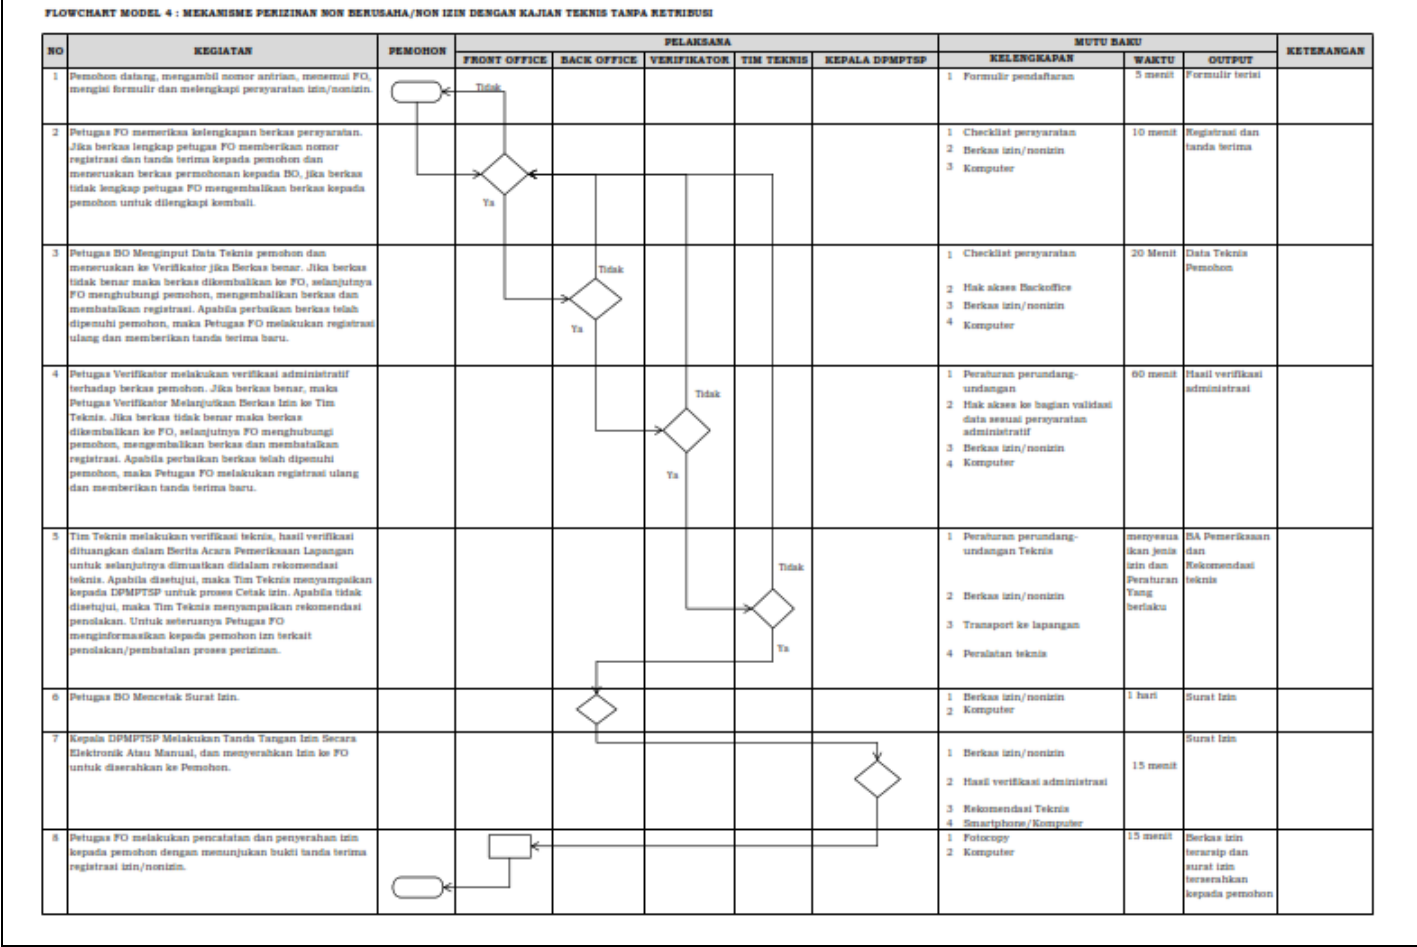 FLOWCHART MODEL 4 : MEKANISME PERIZINAN NON BERUSAHA/NON IZIN DENGAN KAJIAN TEKNIS TANPA RETRIBUSI
NO
KEGIATAN
PEMOHON
PELAKSANA
MUTU BAKU
KETERANGAN
FRONT OFFICE
BACK OFFICE
VERIFIKATOR
TIM TEKNIS
KEPALA DPMPTSP
KELENGKAPAN
WAKTU
OUTPUT
1
Pemohon datang, mengambil nomor antrian, menemui FO,
mengisi formulir dan melengkapi persyaratan izin/nonizin.
Tidak
1 Formulir pendaftaran
5 menit
Formulir terisi
2
Petugas FO memeriksa kelengkapan berkas persyaratan.
Jika berkas lengkap petugas FO memberikan nomor
registrasi dan tanda terima kepada pemohon dan
meneruskan berkas permohonan kepada BO, jika berkas
tidak lengkap petugas FO mengembalikan berkas kepada
pemohon untuk dilengkapi kembali.
Ya
1 Checklist persyaratan
2 Berkas izin/nonizin
3 Komputer
10 menit
Registrasi dan
tanda terima
3
Petugas BO Menginput Data Teknis pemohon dan
meneruskan ke Verifikator jika Berkas benar. Jika berkas
tidak benar maka berkas dikembalikan ke FO, selanjutnya
FO menghubungi pemohon, mengembalikan berkas dan
membatalkan registrasi. Apabila perbaikan berkas telah
dipenuhi pemohon, maka Petugas FO melakukan registrasi
ulang dan memberikan tanda terima baru.
Tidak
Ya
1 Checklist persyaratan
2 Hak akses Backoffice
3 Berkas izin/nonizin
4 Komputer
20 Menit
Data Teknis
Pemohon
4
Petugas Verifikator melakukan verifikasi administratif
terhadap berkas pemohon. Jika berkas benar, maka
Petugas Verifikator Melanjutkan Berkas Izin ke Tim
Teknis. Jika berkas tidak benar maka berkas
dikembalikan ke FO, selanjutnya FO menghubungi
pemohon, mengembalikan berkas dan membatalkan
registrasi. Apabila perbaikan berkas telah dipenuhi
pemohon, maka Petugas FO melakukan registrasi ulang
dan memberikan tanda terima baru.
Tidak
Ya
1 Peraturan perundang-
undangan
2 Hak akses ke bagian validasi
data sesuai persyaratan
administratif
3 Berkas izin/nonizin
4 Komputer
60 menit
Hasil verifikasi
administrasi
5
Tim Teknis melakukan verifikasi teknis, hasil verifikasi
dituangkan dalam Berita Acara Pemeriksaan Lapangan
untuk selanjutnya dimuatkan didalam rekomendasi
teknis. Apabila disetujui, maka Tim Teknis menyampaikan
kepada DPMPTSP untuk proses Cetak izin. Apabila tidak
disetujui, maka Tim Teknis menyampaikan rekomendasi
penolakan. Untuk seterusnya Petugas FO
menginformasikan kepada pemohon izn terkait
penolakan/pembatalan proses perizinan.
Tidak
Ya
1 Peraturan perundang-
undangan Teknis
2 Berkas izin/nonizin
3 Transport ke lapangan
4 Peralatan teknis
menyesua
ikan jenis
izin dan
Peraturan
Yang
berlaku
BA Pemeriksaan
dan
Rekomendasi
teknis
6
Petugas BO Mencetak Surat Izin.
1 Berkas izin/nonizin
2 Komputer
1 hari
Surat Izin
7
Kepala DPMPTSP Melakukan Tanda Tangan Izin Secara
Elektronik Atau Manual, dan menyerahkan Izin ke FO
untuk diserahkan ke Pemohon.
1 Berkas izin/nonizin
2 Hasil verifikasi administrasi
3 Rekomendasi Teknis
4 Smartphone/Komputer
15 menit
Surat Izin
8
Petugas FO melakukan pencatatan dan penyerahan izin
kepada pemohon dengan menunjukan bukti tanda terima
registrasi izin/nonizin.
1 Fotocopy
2 Komputer
15 menit
Berkas izin
terarsip dan
surat izin
terserahkan
kepada pemohon